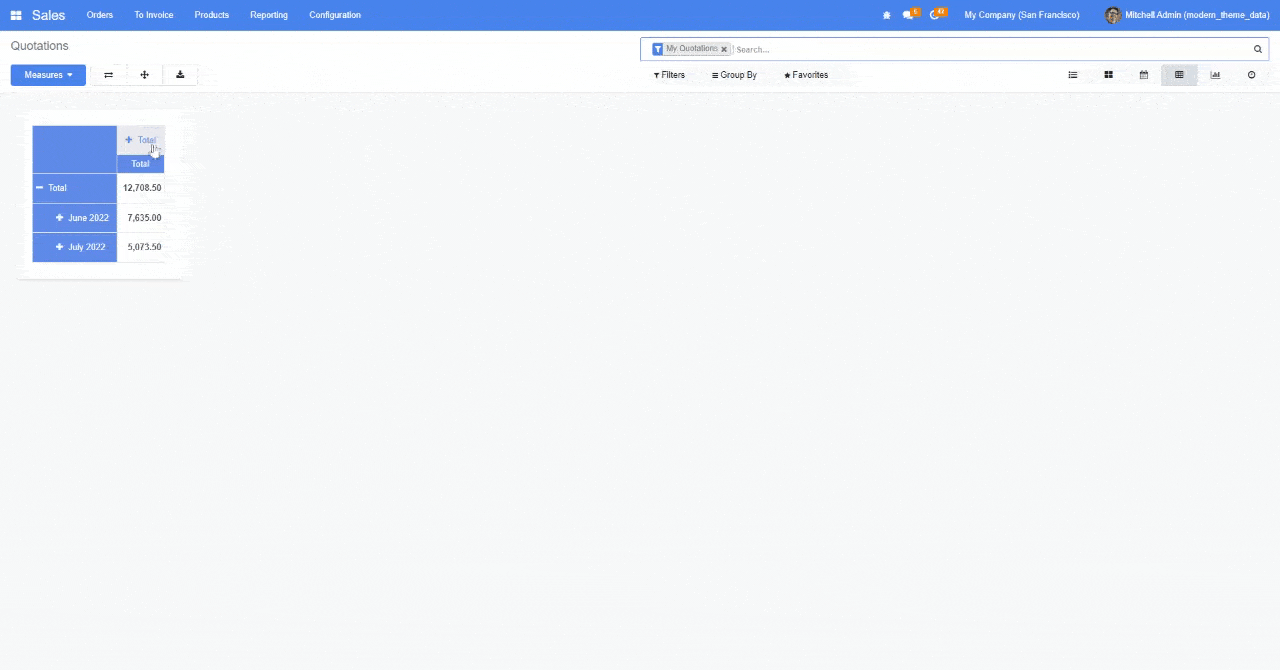 Sales Orders To Invoice Products Reporting Configuration My Company (San Francisco) Mitchell Admin (modern_theme_data)
Quotations
My Quotations Search...
Measures Filters Group By Favorites
Total
Total
Total 12,708.50
June 2022 7,635.00
July 2022 5,073.50